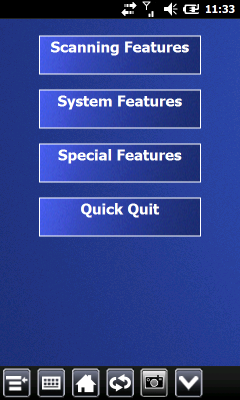 11:33
Scanning Features
System Features
Special Features
Quick Quit